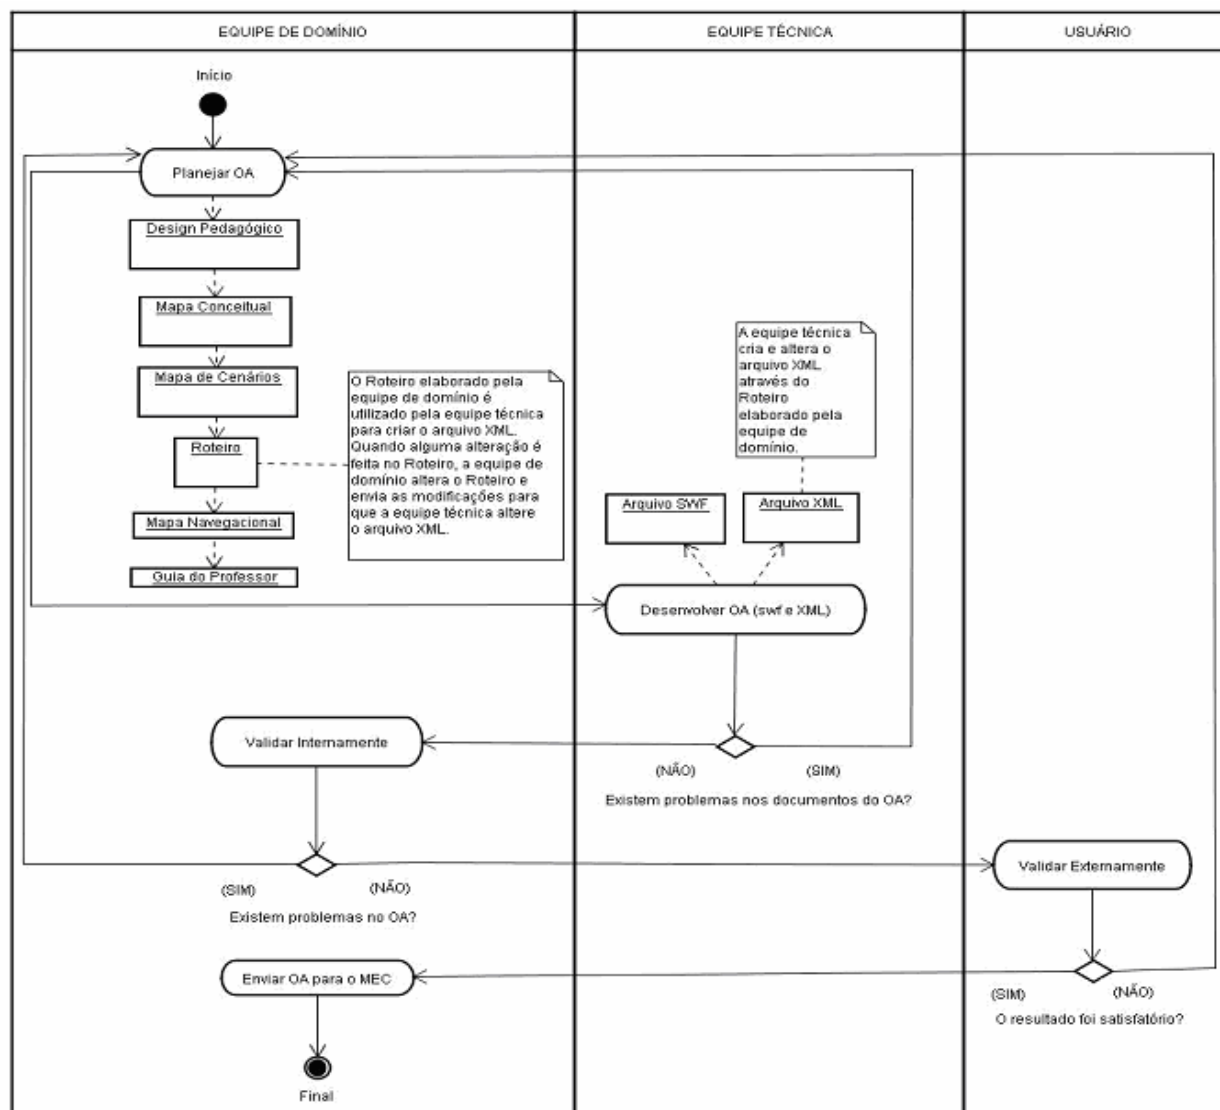 EQUIPE DE DOMÍNIO
EQUIPE TÉCNICA
USUÁRIO
Início
Planejar OA
Design Pedagógico
Mapa Conceitual
Mapa de Cenários
Roteiro
Mapa Navegacional
Guia do Professor
O Roteiro elaborado pela
equipe de domínio é
utilizado pela equipe técnica
para criar o arquivo XML.
Quando alguma alteração é
feita no Roteiro, a equipe de
domínio altera o Roteiro e
envia as modificações para
que a equipe técnica altere
o arquivo XML.
A equipe técnica
cria e altera o
arquivo XML
através do
Roteiro
elaborado pela
equipe de
domínio.
Arquivo SWF
Arquivo XML
Desenvolver OA (swf e XML)
Validar Internamente
(NÃO)
(SIM)
Existem problemas nos documentos do OA?
Validar Externamente
(SIM)
(NÃO)
Existem problemas no OA?
Enviar OA para o MEC
(SIM)
(NÃO)
O resultado foi satisfatório?
Final